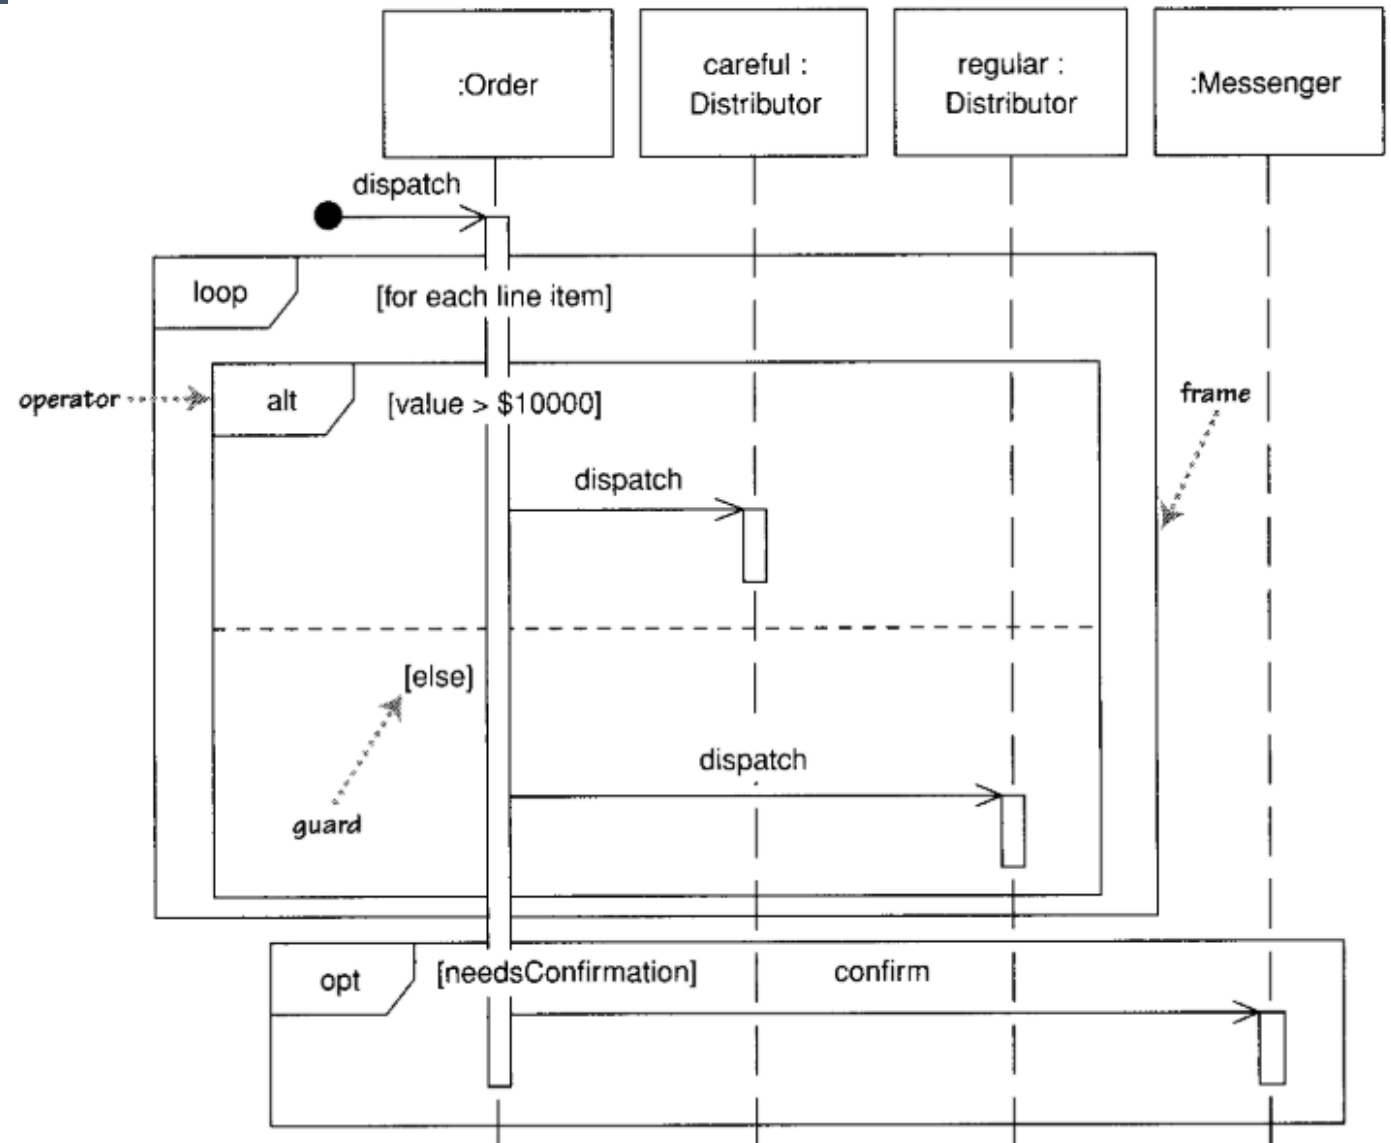 :Order
careful :
Distributor
regular :
Distributor
:Messenger
dispatch
loop
[for each line item]
operator
alt
[value > $10000]
frame
dispatch
[else]
dispatch
guard
opt
[needsConfirmation]
confirm